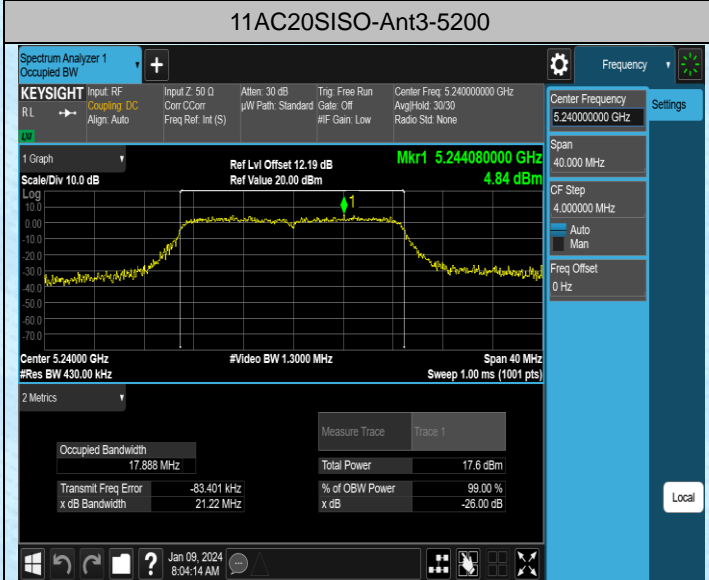 11AC20SISO-Ant3-5200
Spectrum Analyzer 1
Occupied BW
Frequency
KEYSIGHT
RL
LXI
Input: RF
Coupling: DC
Align: Auto
Input Z: 50 Ω
Corr CCorr
Freq Ref: Int (S)
Atten: 30 dB
µW Path: Standard
Trig: Free Run
Gate: Off
#IF Gain: Low
Center Freq: 5.240000000 GHz
Avg|Hold: 30/30
Radio Std: None
Center Frequency
5.240000000 GHz
Settings
Span
40.000 MHz
CF Step
4.000000 MHz
Auto
Man
Freq Offset
0 Hz
Local
1 Graph
Scale/Div 10.0 dB
Ref Lvl Offset 12.19 dB
Ref Value 20.00 dBm
Mkr1 5.244080000 GHz
4.84 dBm
Log
10.0
0.00
-10.0
-20.0
-30.0
-40.0
-50.0
-60.0
-70.0
1
Center 5.24000 GHz
#Video BW 1.3000 MHz
Span 40 MHz
#Res BW 430.00 kHz
Sweep 1.00 ms (1001 pts)
2 Metrics
Measure Trace Trace 1
Occupied Bandwidth
17.888 MHz
Total Power 17.6 dBm
Transmit Freq Error -83.401 kHz
% of OBW Power 99.00 %
x dB Bandwidth 21.22 MHz
x dB -26.00 dB
?
Jan 09, 2024
8:04:14 AM